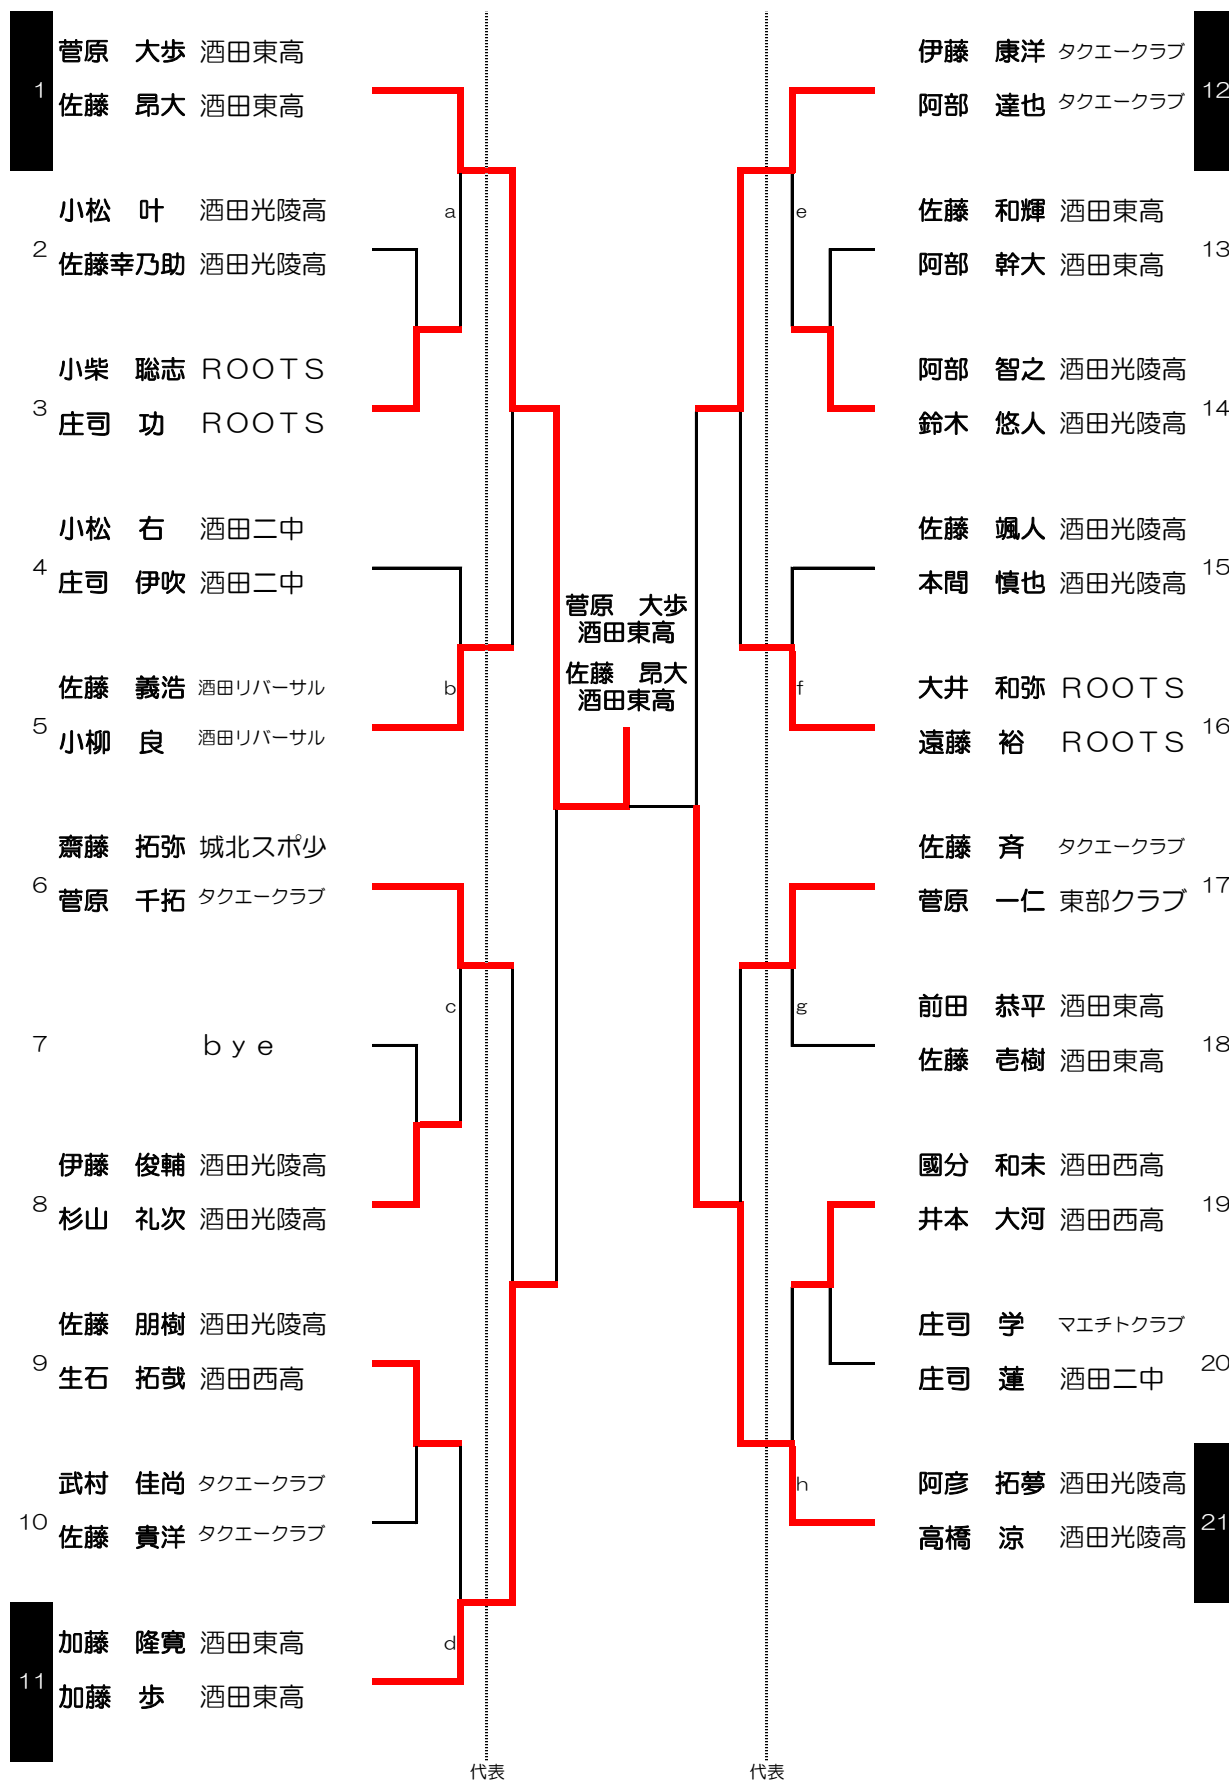 1
菅原　大歩 酒田東高
佐藤　昂大 酒田東高
2
小松　叶 酒田光陵高
佐藤幸乃助 酒田光陵高
a
3
小柴　聡志 ＲＯＯＴＳ
庄司　功 ＲＯＯＴＳ
4
小松　右 酒田二中
庄司　伊吹 酒田二中
5
佐藤　義浩 酒田リバーサル
小柳　良 酒田リバーサル
b
6
齋藤　拓弥 城北スポ少
菅原　千拓 タクエークラブ
7
ｂｙｅ
c
8
伊藤　俊輔 酒田光陵高
杉山　礼次 酒田光陵高
9
佐藤　朋樹 酒田光陵高
生石　拓哉 酒田西高
10
武村　佳尚 タクエークラブ
佐藤　貴洋 タクエークラブ
11
加藤　隆寛 酒田東高
加藤　歩 酒田東高
d
菅原　大歩
酒田東高
佐藤　昂大
酒田東高
伊藤　康洋 タクエークラブ
阿部　達也 タクエークラブ
12
e
佐藤　和輝 酒田東高
阿部　幹大 酒田東高
13
阿部　智之 酒田光陵高
鈴木　悠人 酒田光陵高
14
佐藤　颯人 酒田光陵高
本間　慎也 酒田光陵高
15
f
大井　和弥 ＲＯＯＴＳ
遠藤　裕 ＲＯＯＴＳ
16
佐藤　斉 タクエークラブ
菅原　一仁 東部クラブ
17
g
前田　恭平 酒田東高
佐藤　壱樹 酒田東高
18
國分　和未 酒田西高
井本　大河 酒田西高
19
庄司　学 マエチトクラブ
庄司　蓮 酒田二中
20
h
阿彦　拓夢 酒田光陵高
高橋　涼 酒田光陵高
21
代表
代表